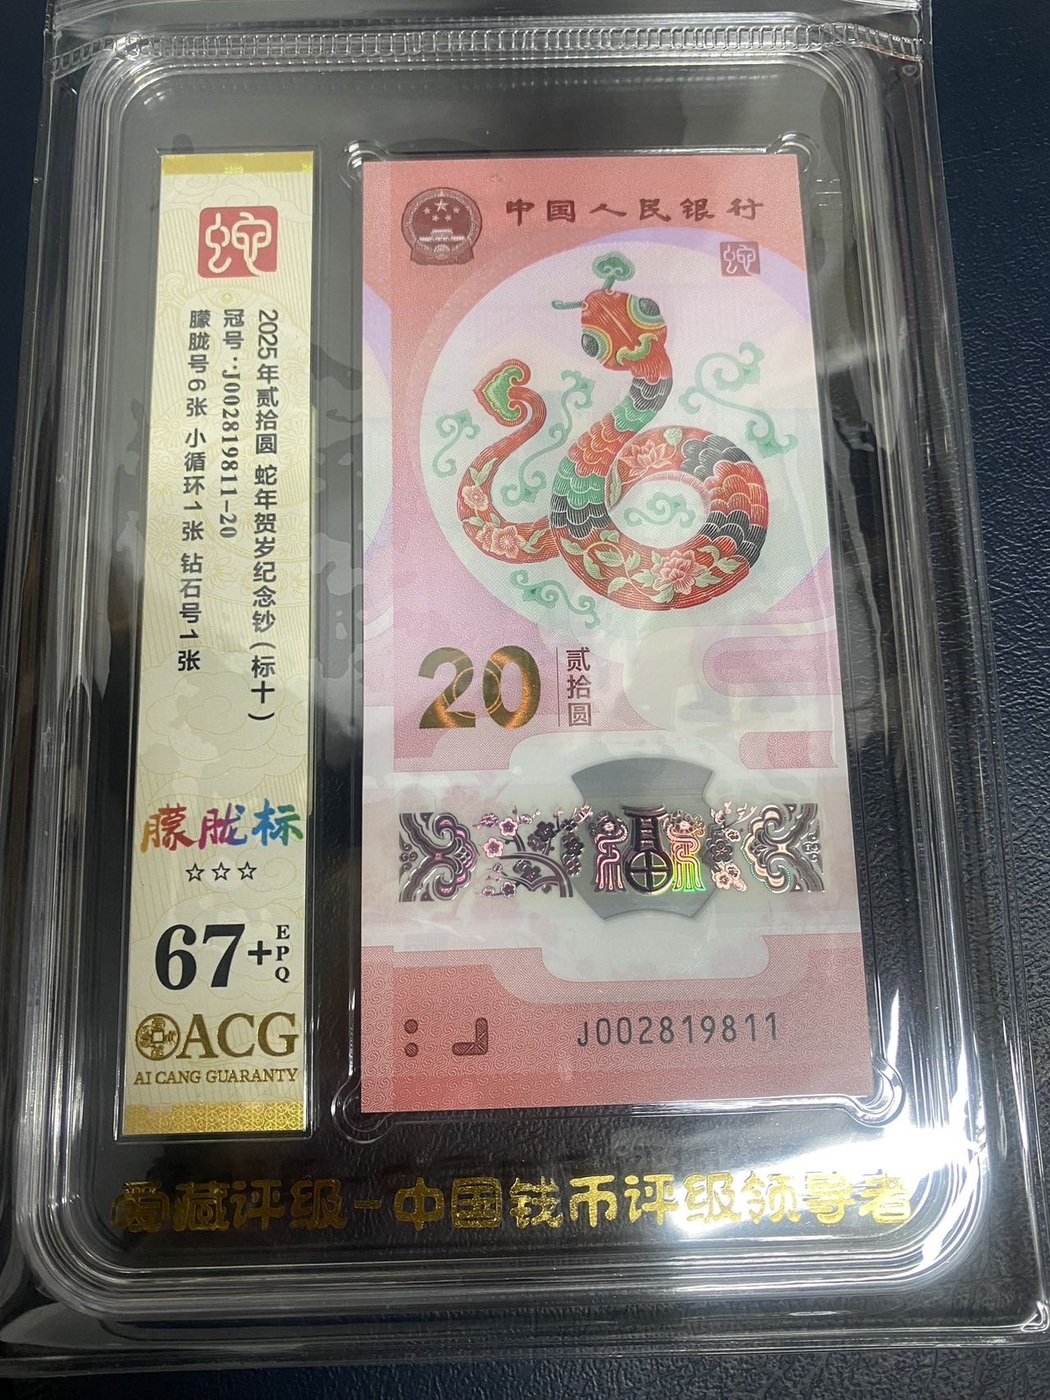 蛇
2025年贰拾圆 蛇年贺岁纪念钞(标十)
冠号:J002819811-20
朦胧号6张 小循环1张 钻石号1张
朦胧标
☆☆☆
67+EPQ
ACG
AI CANG GUARANTY
中国人民银行
蛇
20
贰拾圆
福
J002819811
爱藏评级-中国钱币评级领导者